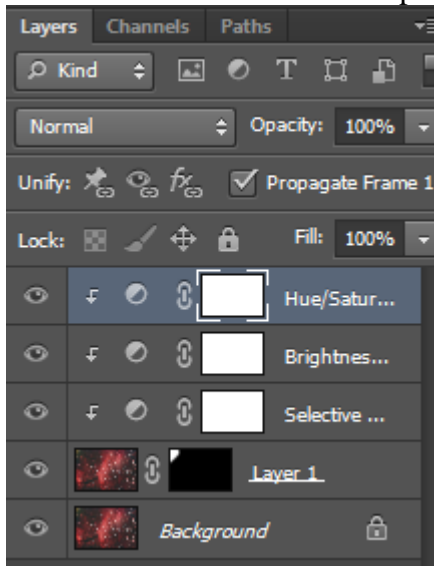 Layers Channels Paths
Kind
Normal Opacity: 100%
Unify: Propagate Frame 1
Lock: Fill: 100%
Hue/Satur...
Brightnes...
Selective ...
Layer 1
Background